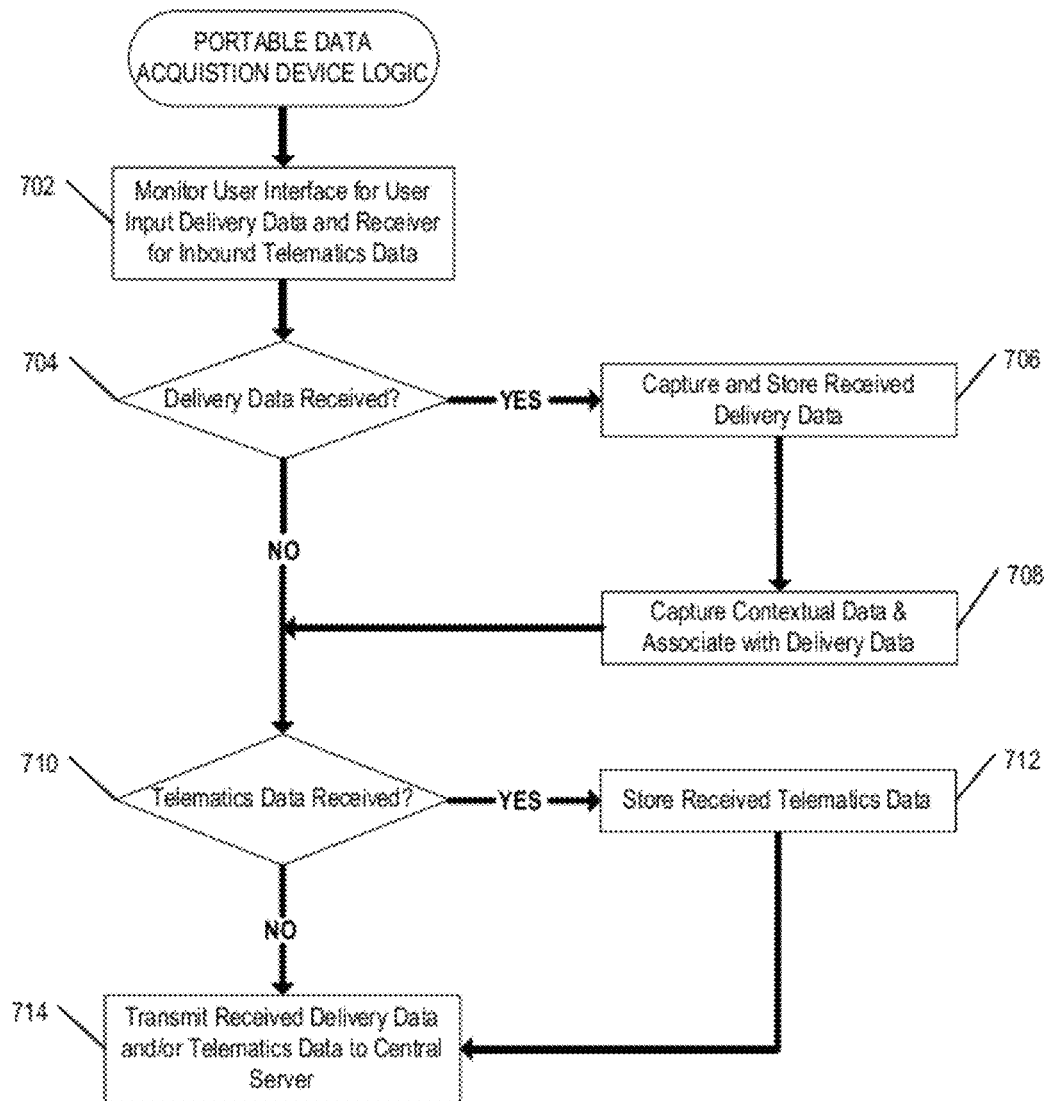 PORTABLE DATA
ACQUISTION DEVICE LOGIC
702
Monitor User Interface for User
Input Delivery Data and Receiver
for Inbound Telematics Data
704
Delivery Data Received?
YES
706
Capture and Store Received
Delivery Data
NO
708
Capture Contextual Data &
Associate with Delivery Data
710
Telematics Data Received?
YES
712
Store Received Telematics Data
NO
714
Transmit Received Delivery Data
and/or Telematics Data to Central
Server